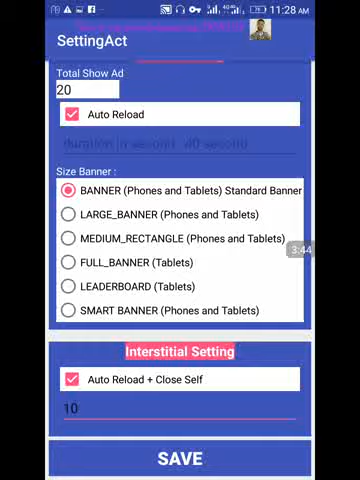 11:28 AM
SettingAct
Total Show Ad
20
Auto Reload
duration in second 40 second
Size Banner :
BANNER (Phones and Tablets) Standard Banner
LARGE_BANNER (Phones and Tablets)
MEDIUM_RECTANGLE (Phones and Tablets)
3:44
FULL_BANNER (Tablets)
LEADERBOARD (Tablets)
SMART BANNER (Phones and Tablets)
Interstitial Setting
Auto Reload + Close Self
10
SAVE